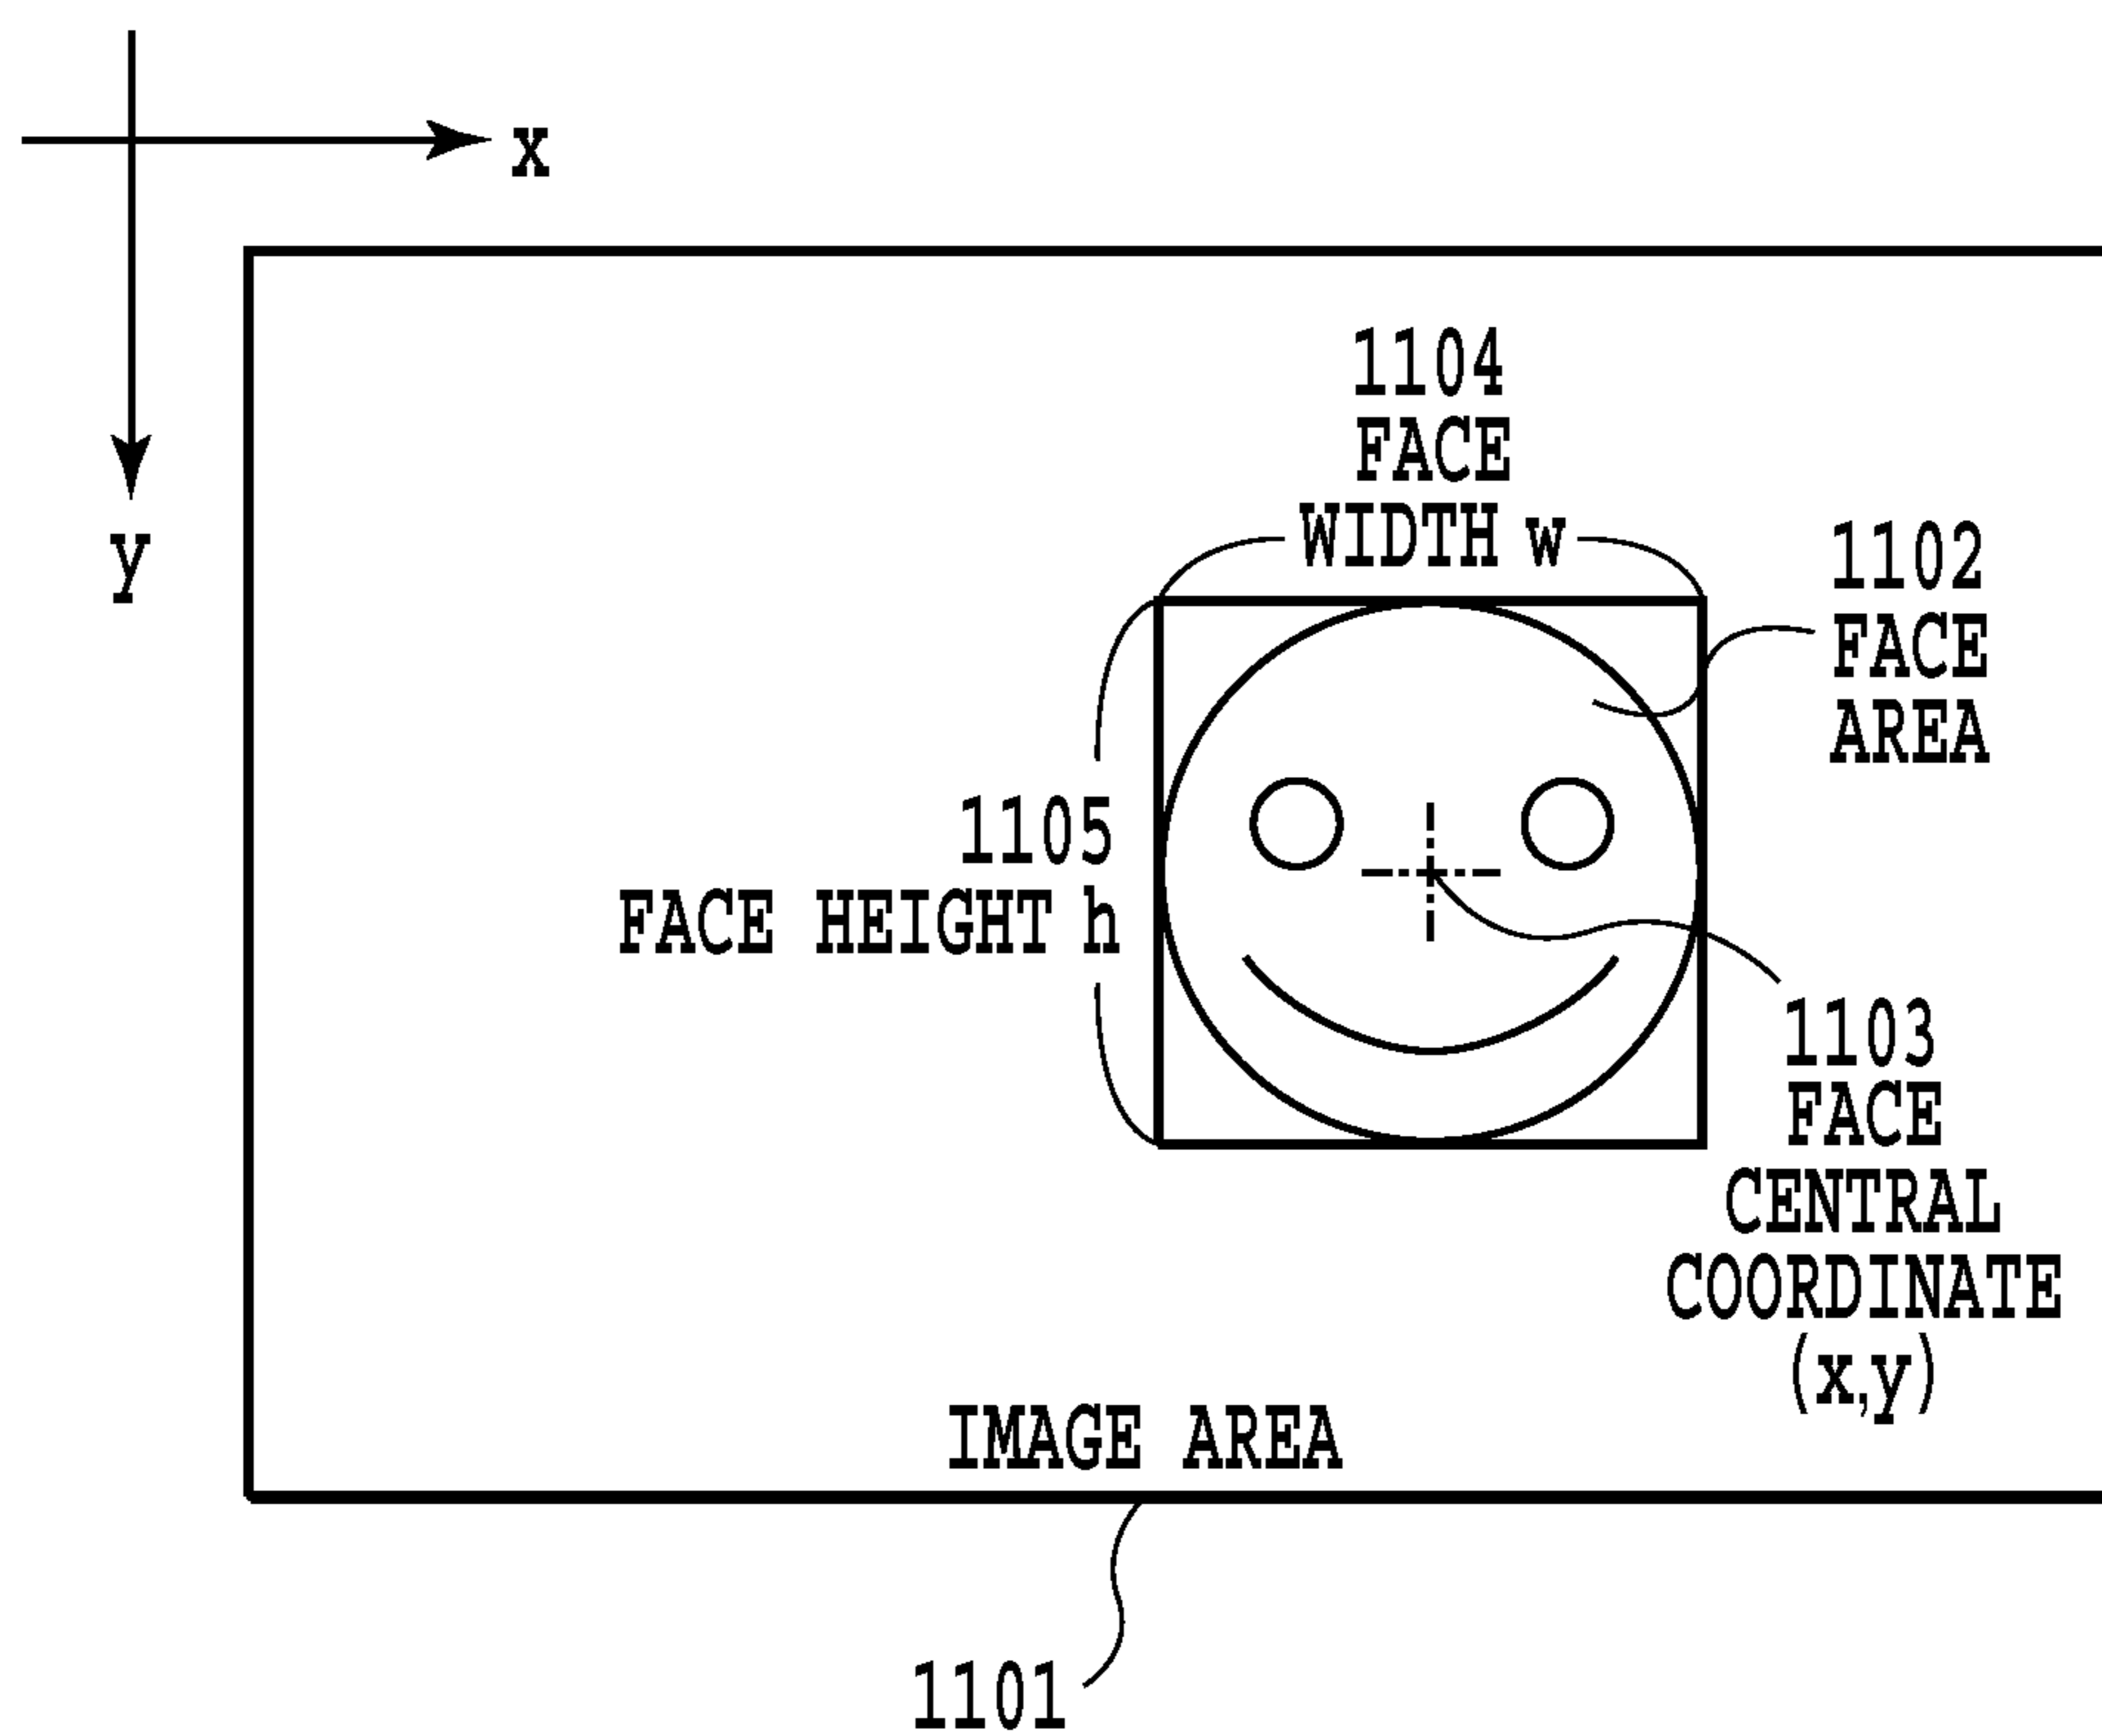 x
y
1104
FACE
WIDTH w
1102
FACE
AREA
1105
FACE HEIGHT h
1103
FACE
CENTRAL
COORDINATE
(x,y)
IMAGE AREA
1101